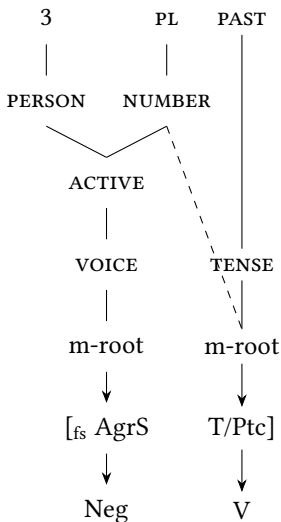 3 PL PAST
PERSON NUMBER
ACTIVE
VOICE TENSE
m-root m-root
[fs AgrS T/Ptc]
Neg V